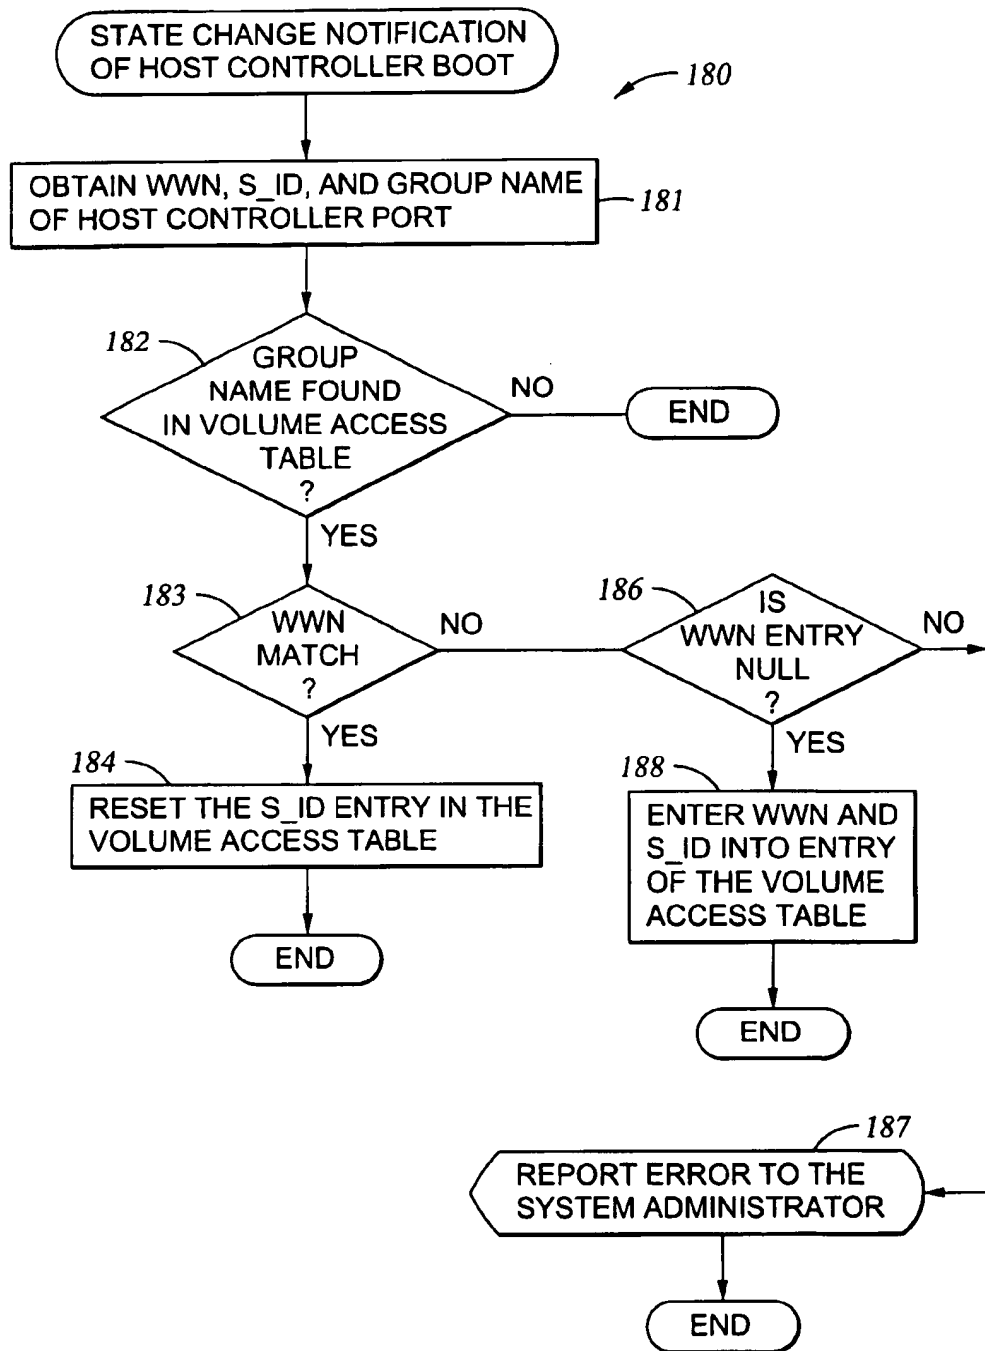 STATE CHANGE NOTIFICATION
OF HOST CONTROLLER BOOT
180
OBTAIN WWN, S_ID, AND GROUP NAME
OF HOST CONTROLLER PORT
181
182
GROUP
NAME FOUND
IN VOLUME ACCESS
TABLE
?
NO
END
YES
183
WWN
MATCH
?
NO
186
IS
WWN ENTRY
NULL
?
NO
YES
YES
184
RESET THE S_ID ENTRY IN THE
VOLUME ACCESS TABLE
188
ENTER WWN AND
S_ID INTO ENTRY
OF THE VOLUME
ACCESS TABLE
END
END
187
REPORT ERROR TO THE
SYSTEM ADMINISTRATOR
END